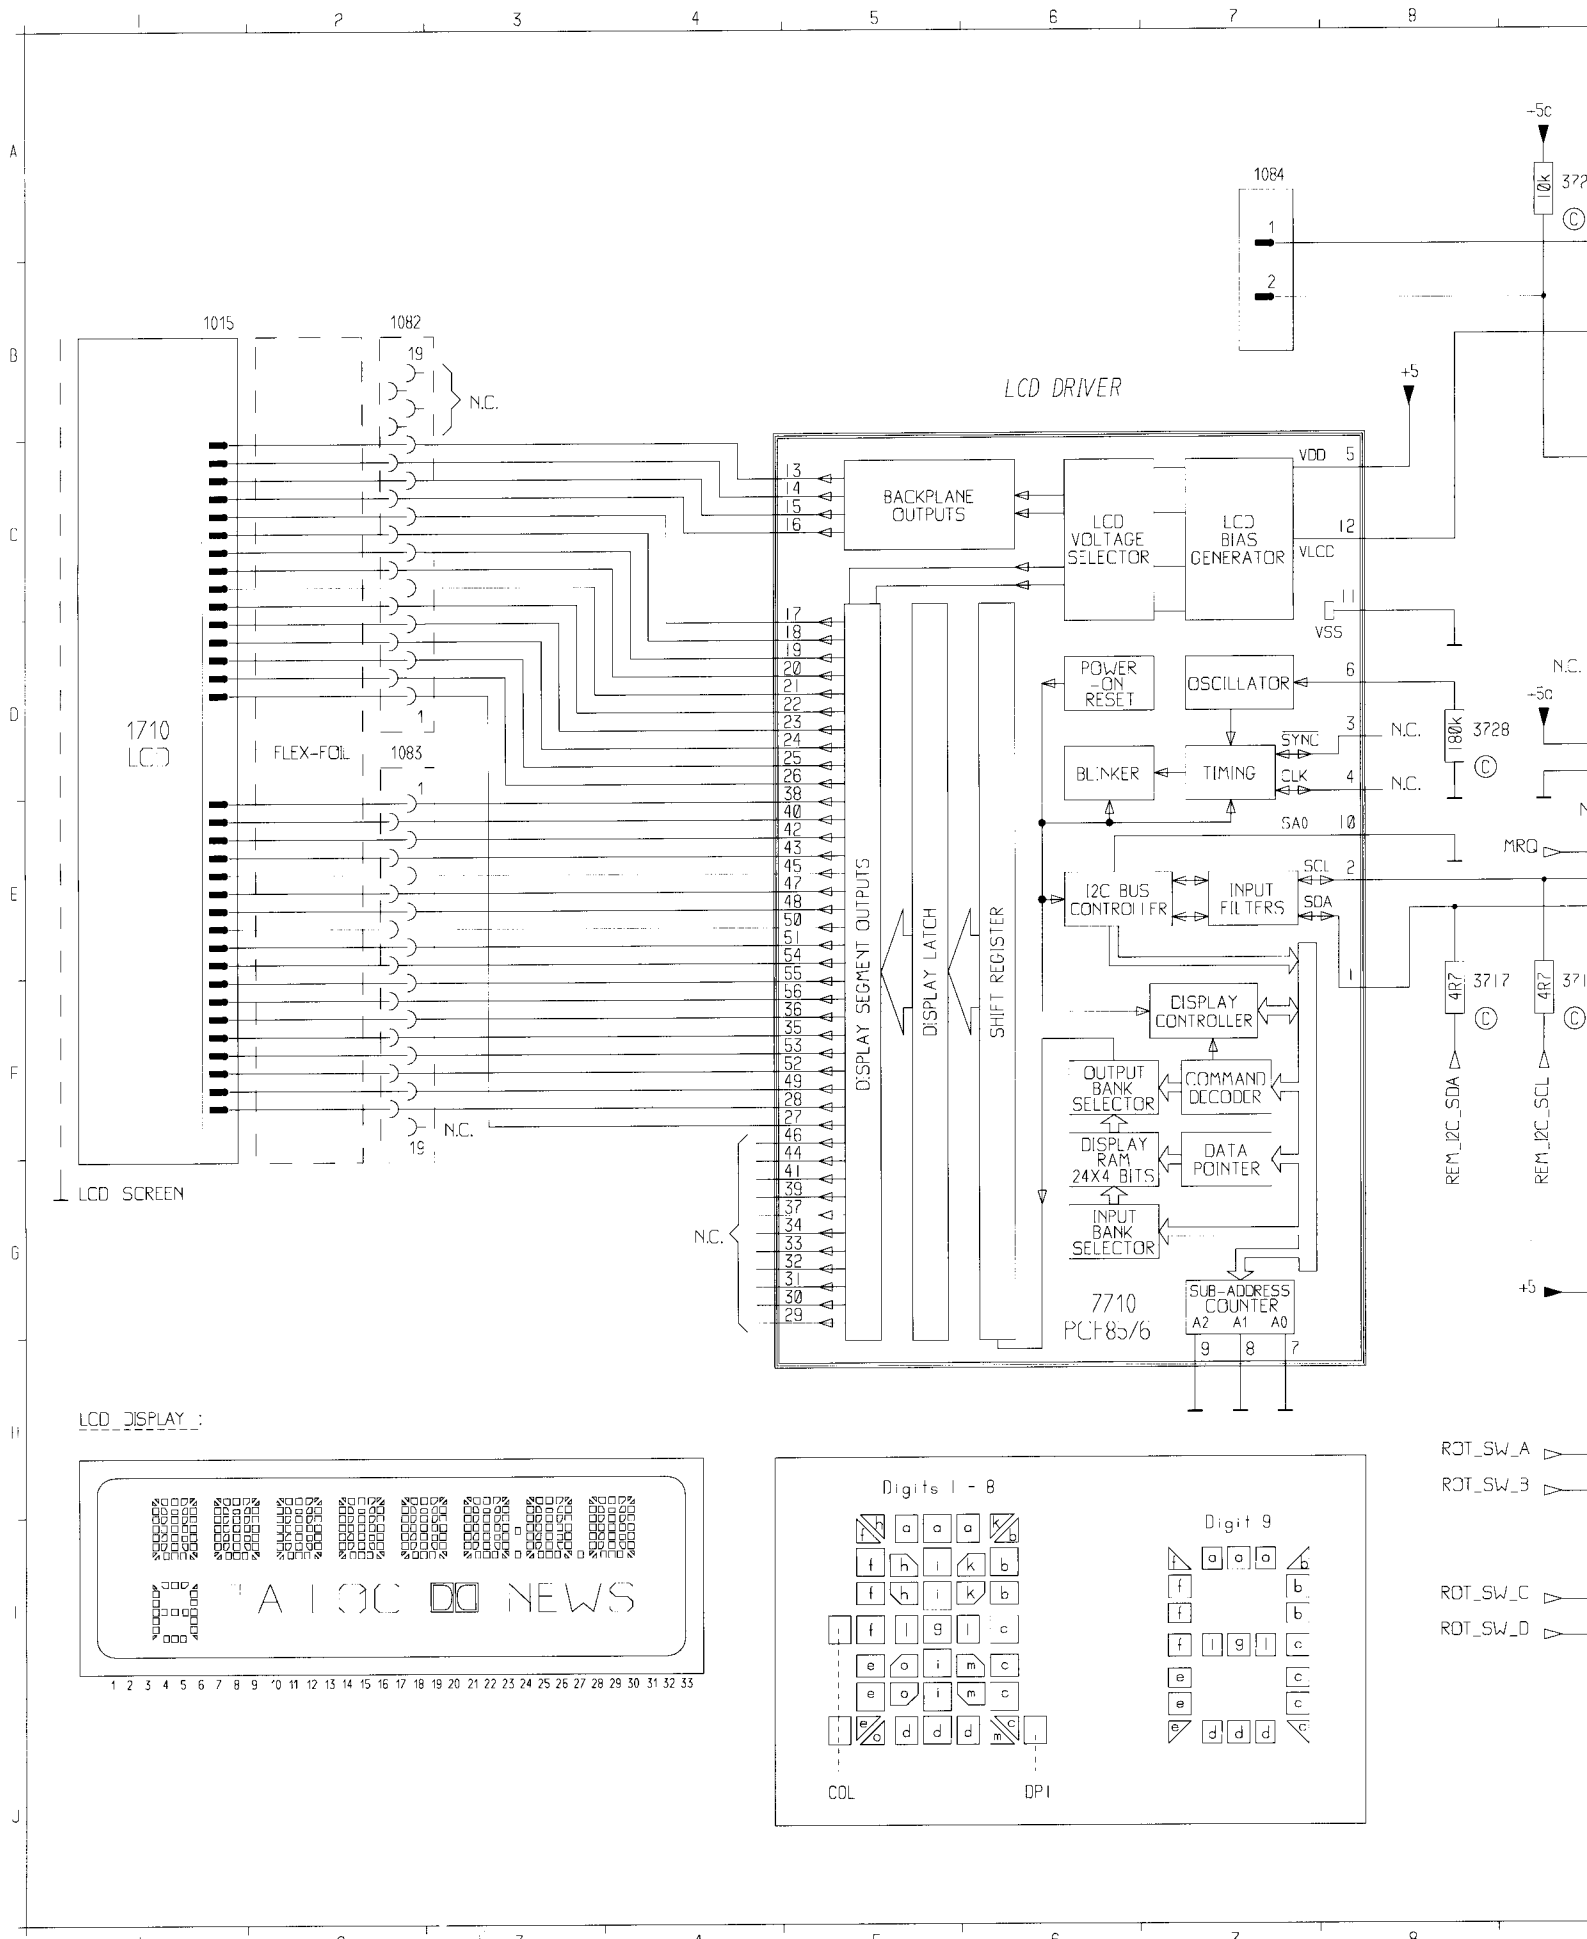 1 2 3 4 5 6 7 8
A
B
C
D
E
F
G
H
I
J
+5c
10k
©
1084
1
2
1015
1082
19
N.C.
LCD DRIVER
+5
13
14
15
16
BACKPLANE OUTPUTS
LCD VOLTAGE SELECTOR
LCD BIAS GENERATOR
VDD 5
12
11
VSS
17
18
19
20
21
22
23
24
25
26
38
40
42
43
45
47
48
50
51
54
55
56
36
35
53
52
49
28
27
46
44
41
39
37
34
33
32
31
30
29
POWER
-ON
RESET
OSCILLATOR
6
180k 3728
©
N.C.
+5c
1710
LCD
FLEX-FOIL
1
1083
1
BLINKER
TIMING
SYNC 3 N.C.
CLK 4 N.C.
SA0 10
MRQ
I2C BUS
CONTROLLER
INPUT
FILTERS
SCL 2
SDA
1
DISPLAY SEGMENT OUTPUTS
DISPLAY LATCH
SHIFT REGISTER
DISPLAY
CONTROLLER
4R7 3717
©
4R7
©
REM_I2C_SDA
REM_I2C_SCL
OUTPUT
BANK
SELECTOR
COMMAND
DECODER
DISPLAY
RAM
24X4 BITS
DATA
POINTER
INPUT
BANK
SELECTOR
19
N.C.
N.C.
LCD SCREEN
+5
SUB-ADDRESS
COUNTER
A2 A1 A0
9 8 7
7710
LCD DISPLAY :
NEWS
1 2 3 4 5 6 7 8 9 10 11 12 13 14 15 16 17 18 19 20 21 22 23 24 25 26 27 28 29 30 31 32 33
Digits 1 - 8
f h a a a k b
f h i k b
f h i k b
f l g l c
e o i m c
e o i m c
e o d d d m c
COL
DP1
Digit 9
f a a a b
f b
f b
f l g l c
e c
e c
e d d d c
ROT_SW_A
ROT_SW_B
ROT_SW_C
ROT_SW_D